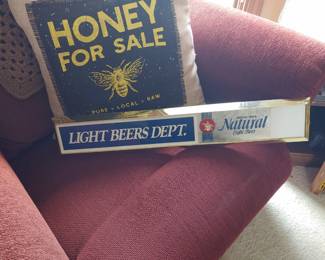 HONEY
FOR SALE
PURE • LOCAL • RAW
LIGHT BEERS DEPT.
Natural
Light Beer